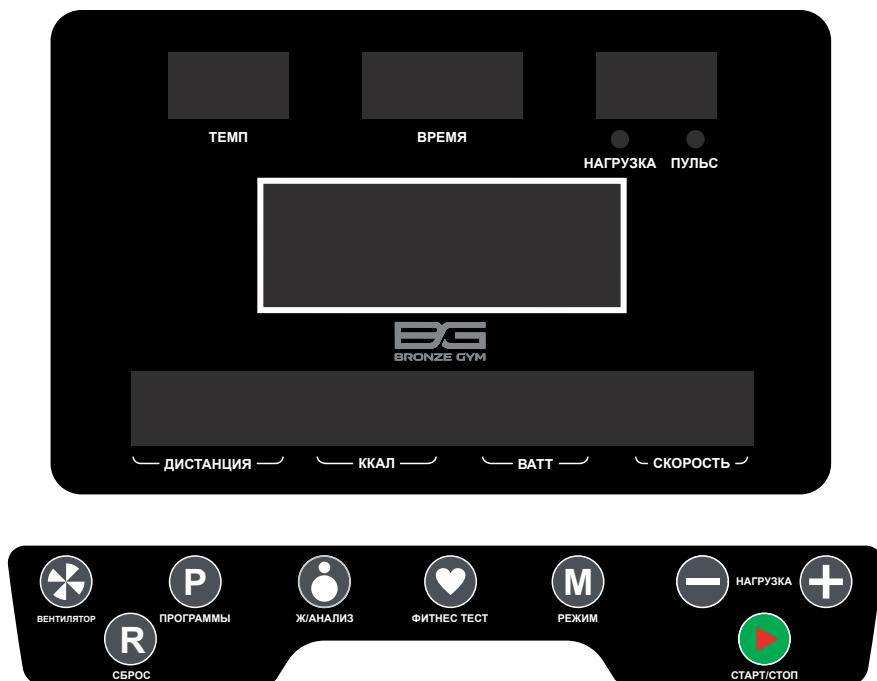 ТЕМП
ВРЕМЯ
НАГРУЗКА ПУЛЬС
BG
BRONZE GYM
ДИСТАНЦИЯ ККАЛ ВАТТ СКОРОСТЬ
P
M
НАГРУЗКА
ВЕНТИЛЯТОР ПРОГРАММЫ Ж/АНАЛИЗ ФИТНЕС ТЕСТ РЕЖИМ
R
СБРОС
СТАРТ/СТОП